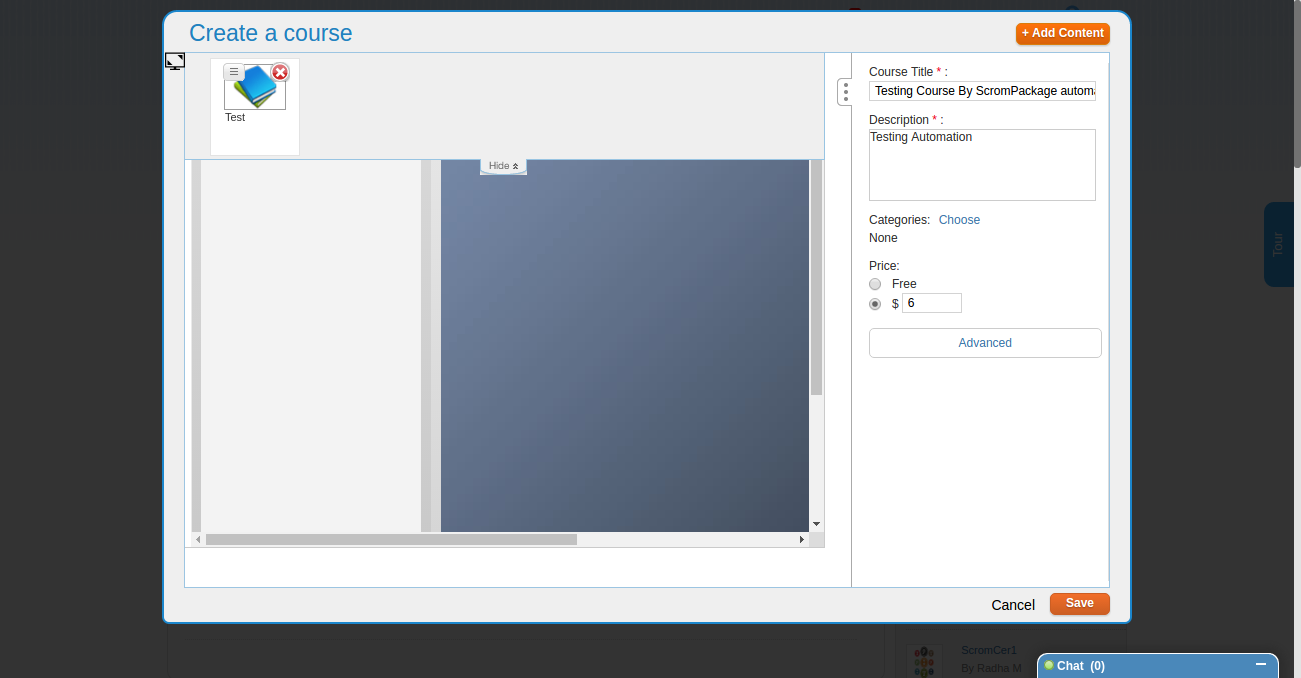 Create a course
+ Add Content
Test
Hide
Course Title * :
Testing Course By ScromPackage autom
Description * :
Testing Automation
Categories: Choose
None
Price:
Free
$ 6
Advanced
Tour
Cancel
Save
ScromCer1
By Radha M
Chat (0)